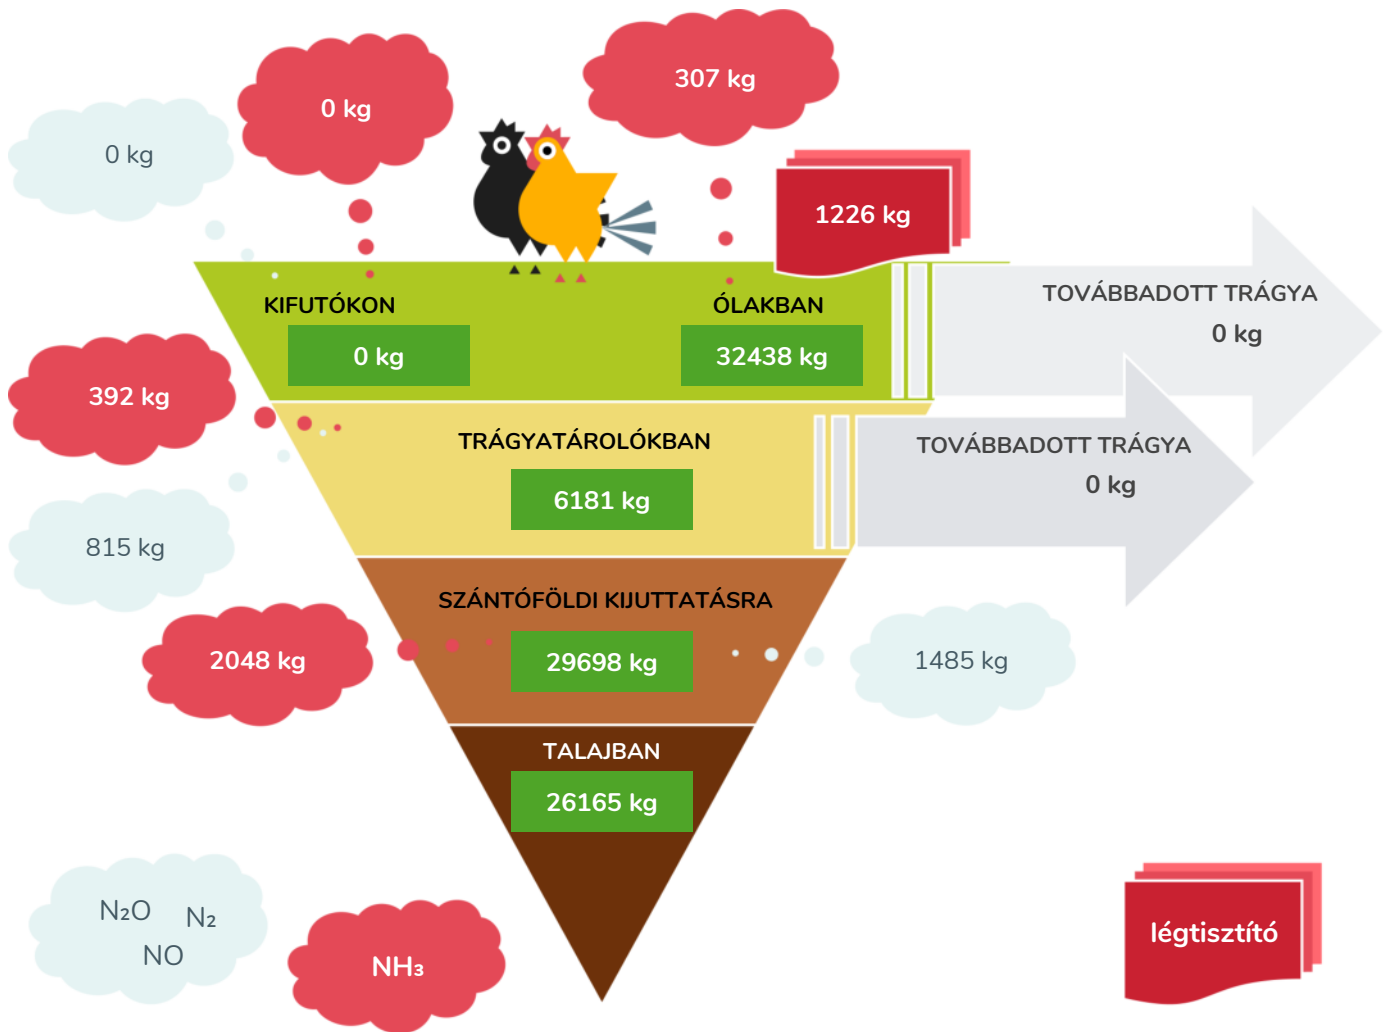 307 kg
0 kg
0 kg
1226 kg
KIFUTÓKON
0 kg
ÓLAKBAN
32438 kg
TOVÁBBADOTT TRÁGYA
0 kg
392 kg
TRÁGYATÁROLÓKBAN
6181 kg
TOVÁBBADOTT TRÁGYA
0 kg
815 kg
SZÁNTÓFÖLDI KIJUTTATÁSRA
29698 kg
2048 kg
1485 kg
TALAJBAN
26165 kg
N₂O N₂
NO
NH₃
légtisztító